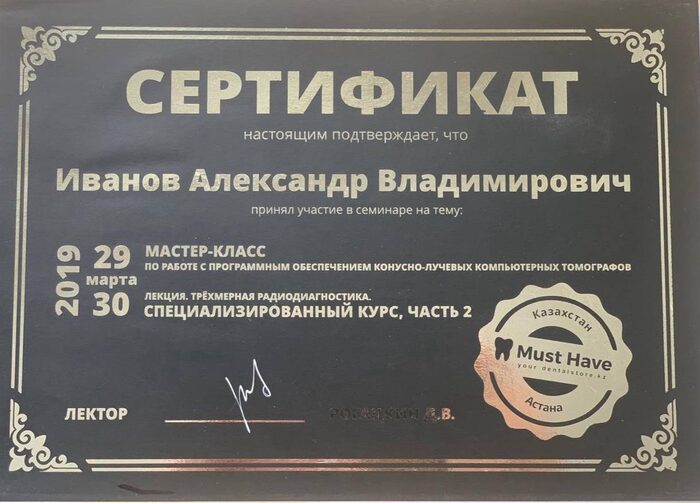 СЕРТИФИКАТ
настоящим подтверждает, что
Иванов Александр Владимирович
принял участие в семинаре на тему:
2019
29
марта
30
МАСТЕР-КЛАСС
ПО РАБОТЕ С ПРОГРАММНЫМ ОБЕСПЕЧЕНИЕМ КОНУСНО-ЛУЧЕВЫХ КОМПЬЮТЕРНЫХ ТОМОГРАФОВ
ЛЕКЦИЯ. ТРЁХМЕРНАЯ РАДИОДИАГНОСТИКА.
СПЕЦИАЛИЗИРОВАННЫЙ КУРС, ЧАСТЬ 2
Казахстан
Must Have
your dentalstore.kz
Астана
ЛЕКТОР
Д.В.